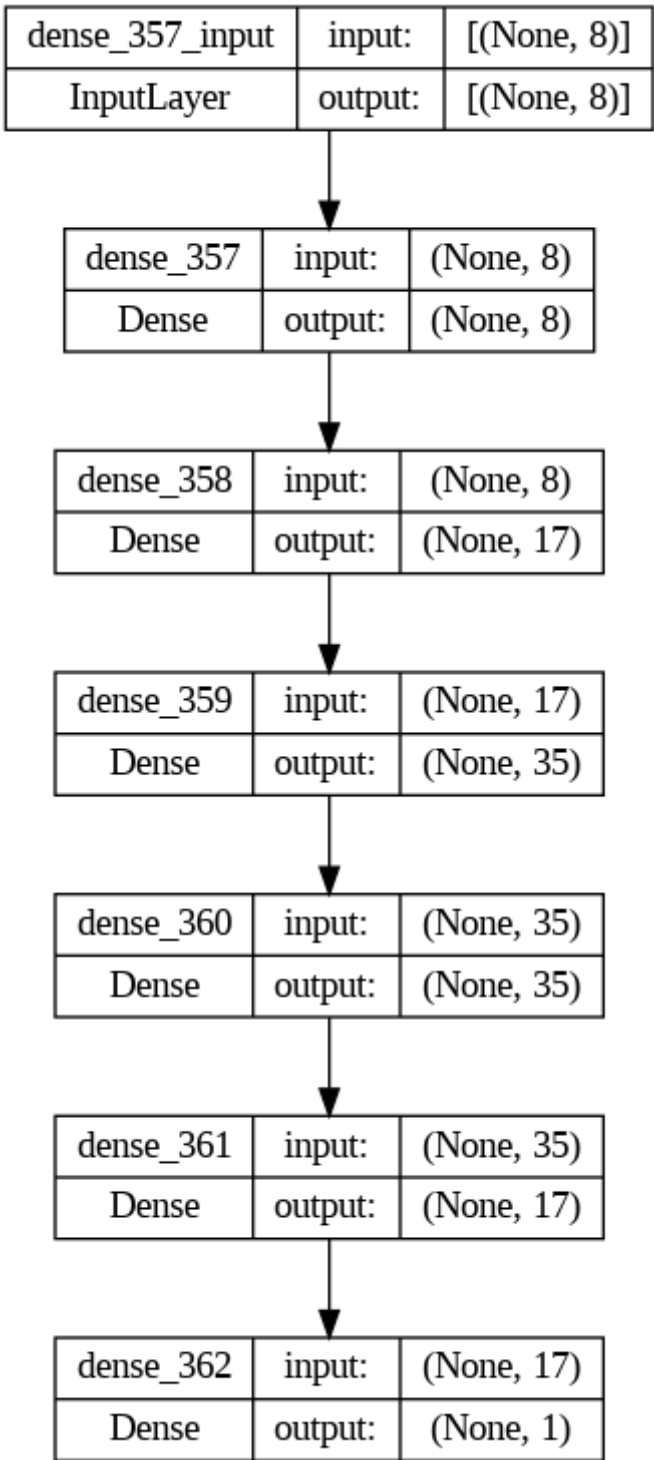 dense_357_input input: [(None, 8)]
InputLayer output: [(None, 8)]
dense_357 input: (None, 8)
Dense output: (None, 8)
dense_358 input: (None, 8)
Dense output: (None, 17)
dense_359 input: (None, 17)
Dense output: (None, 35)
dense_360 input: (None, 35)
Dense output: (None, 35)
dense_361 input: (None, 35)
Dense output: (None, 17)
dense_362 input: (None, 17)
Dense output: (None, 1)